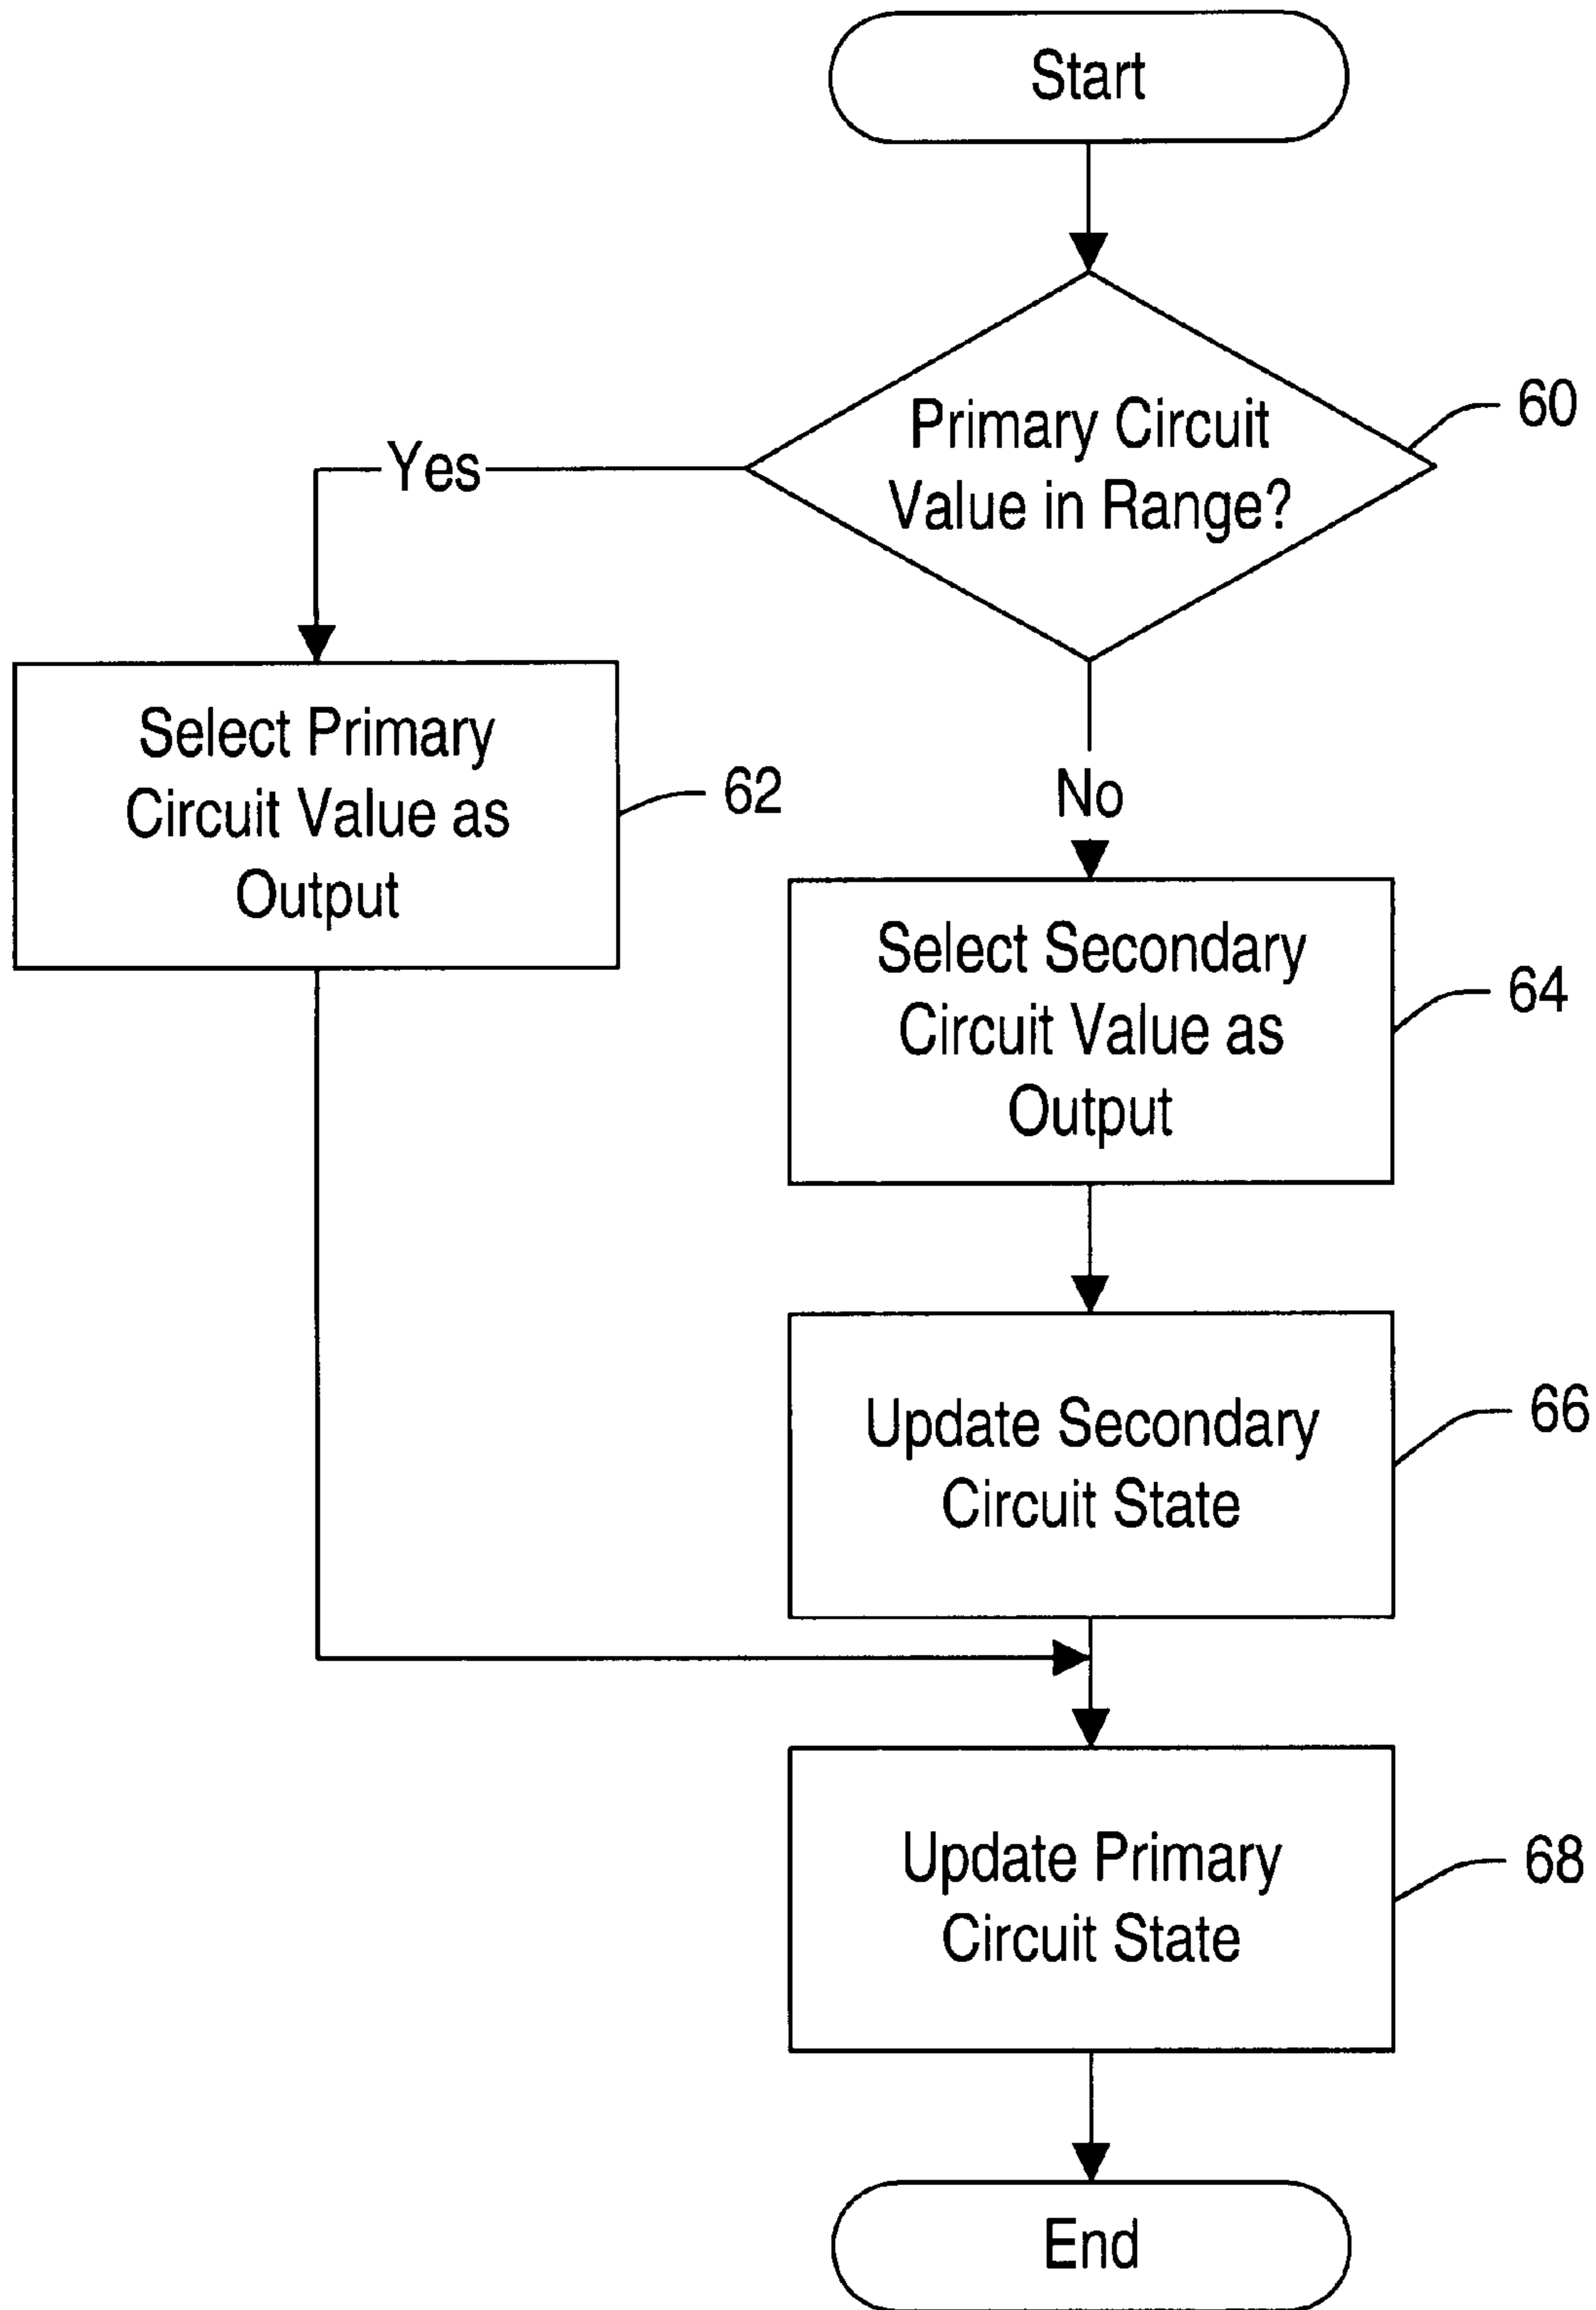 Start
Primary Circuit
Value in Range?
60
Yes
Select Primary
Circuit Value as
Output
62
No
Select Secondary
Circuit Value as
Output
64
Update Secondary
Circuit State
66
Update Primary
Circuit State
68
End